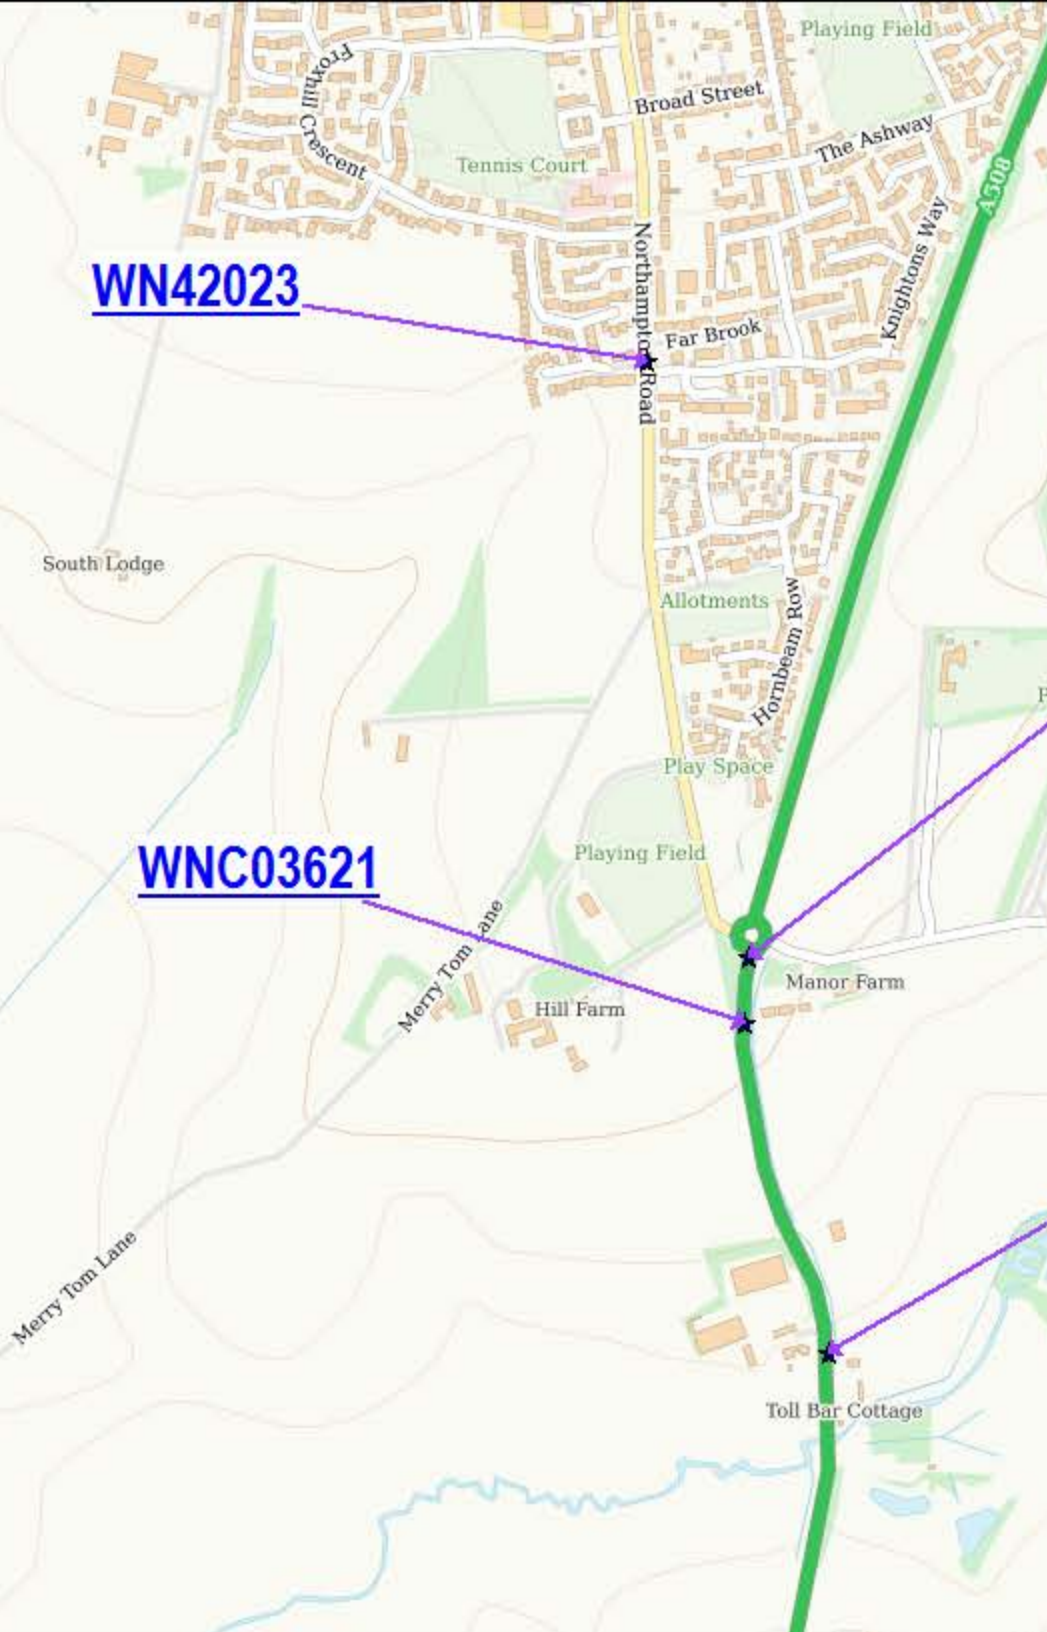 Playing Field
Froxhill Crescent
Broad Street
The Ashway
Tennis Court
A508
Knightons Way
Northampton Road
WN42023
Far Brook
South Lodge
Allotments
Hornbeam Row
Play Space
Playing Field
WNC03621
Merry Tom Lane
Manor Farm
Hill Farm
Merry Tom Lane
Toll Bar Cottage